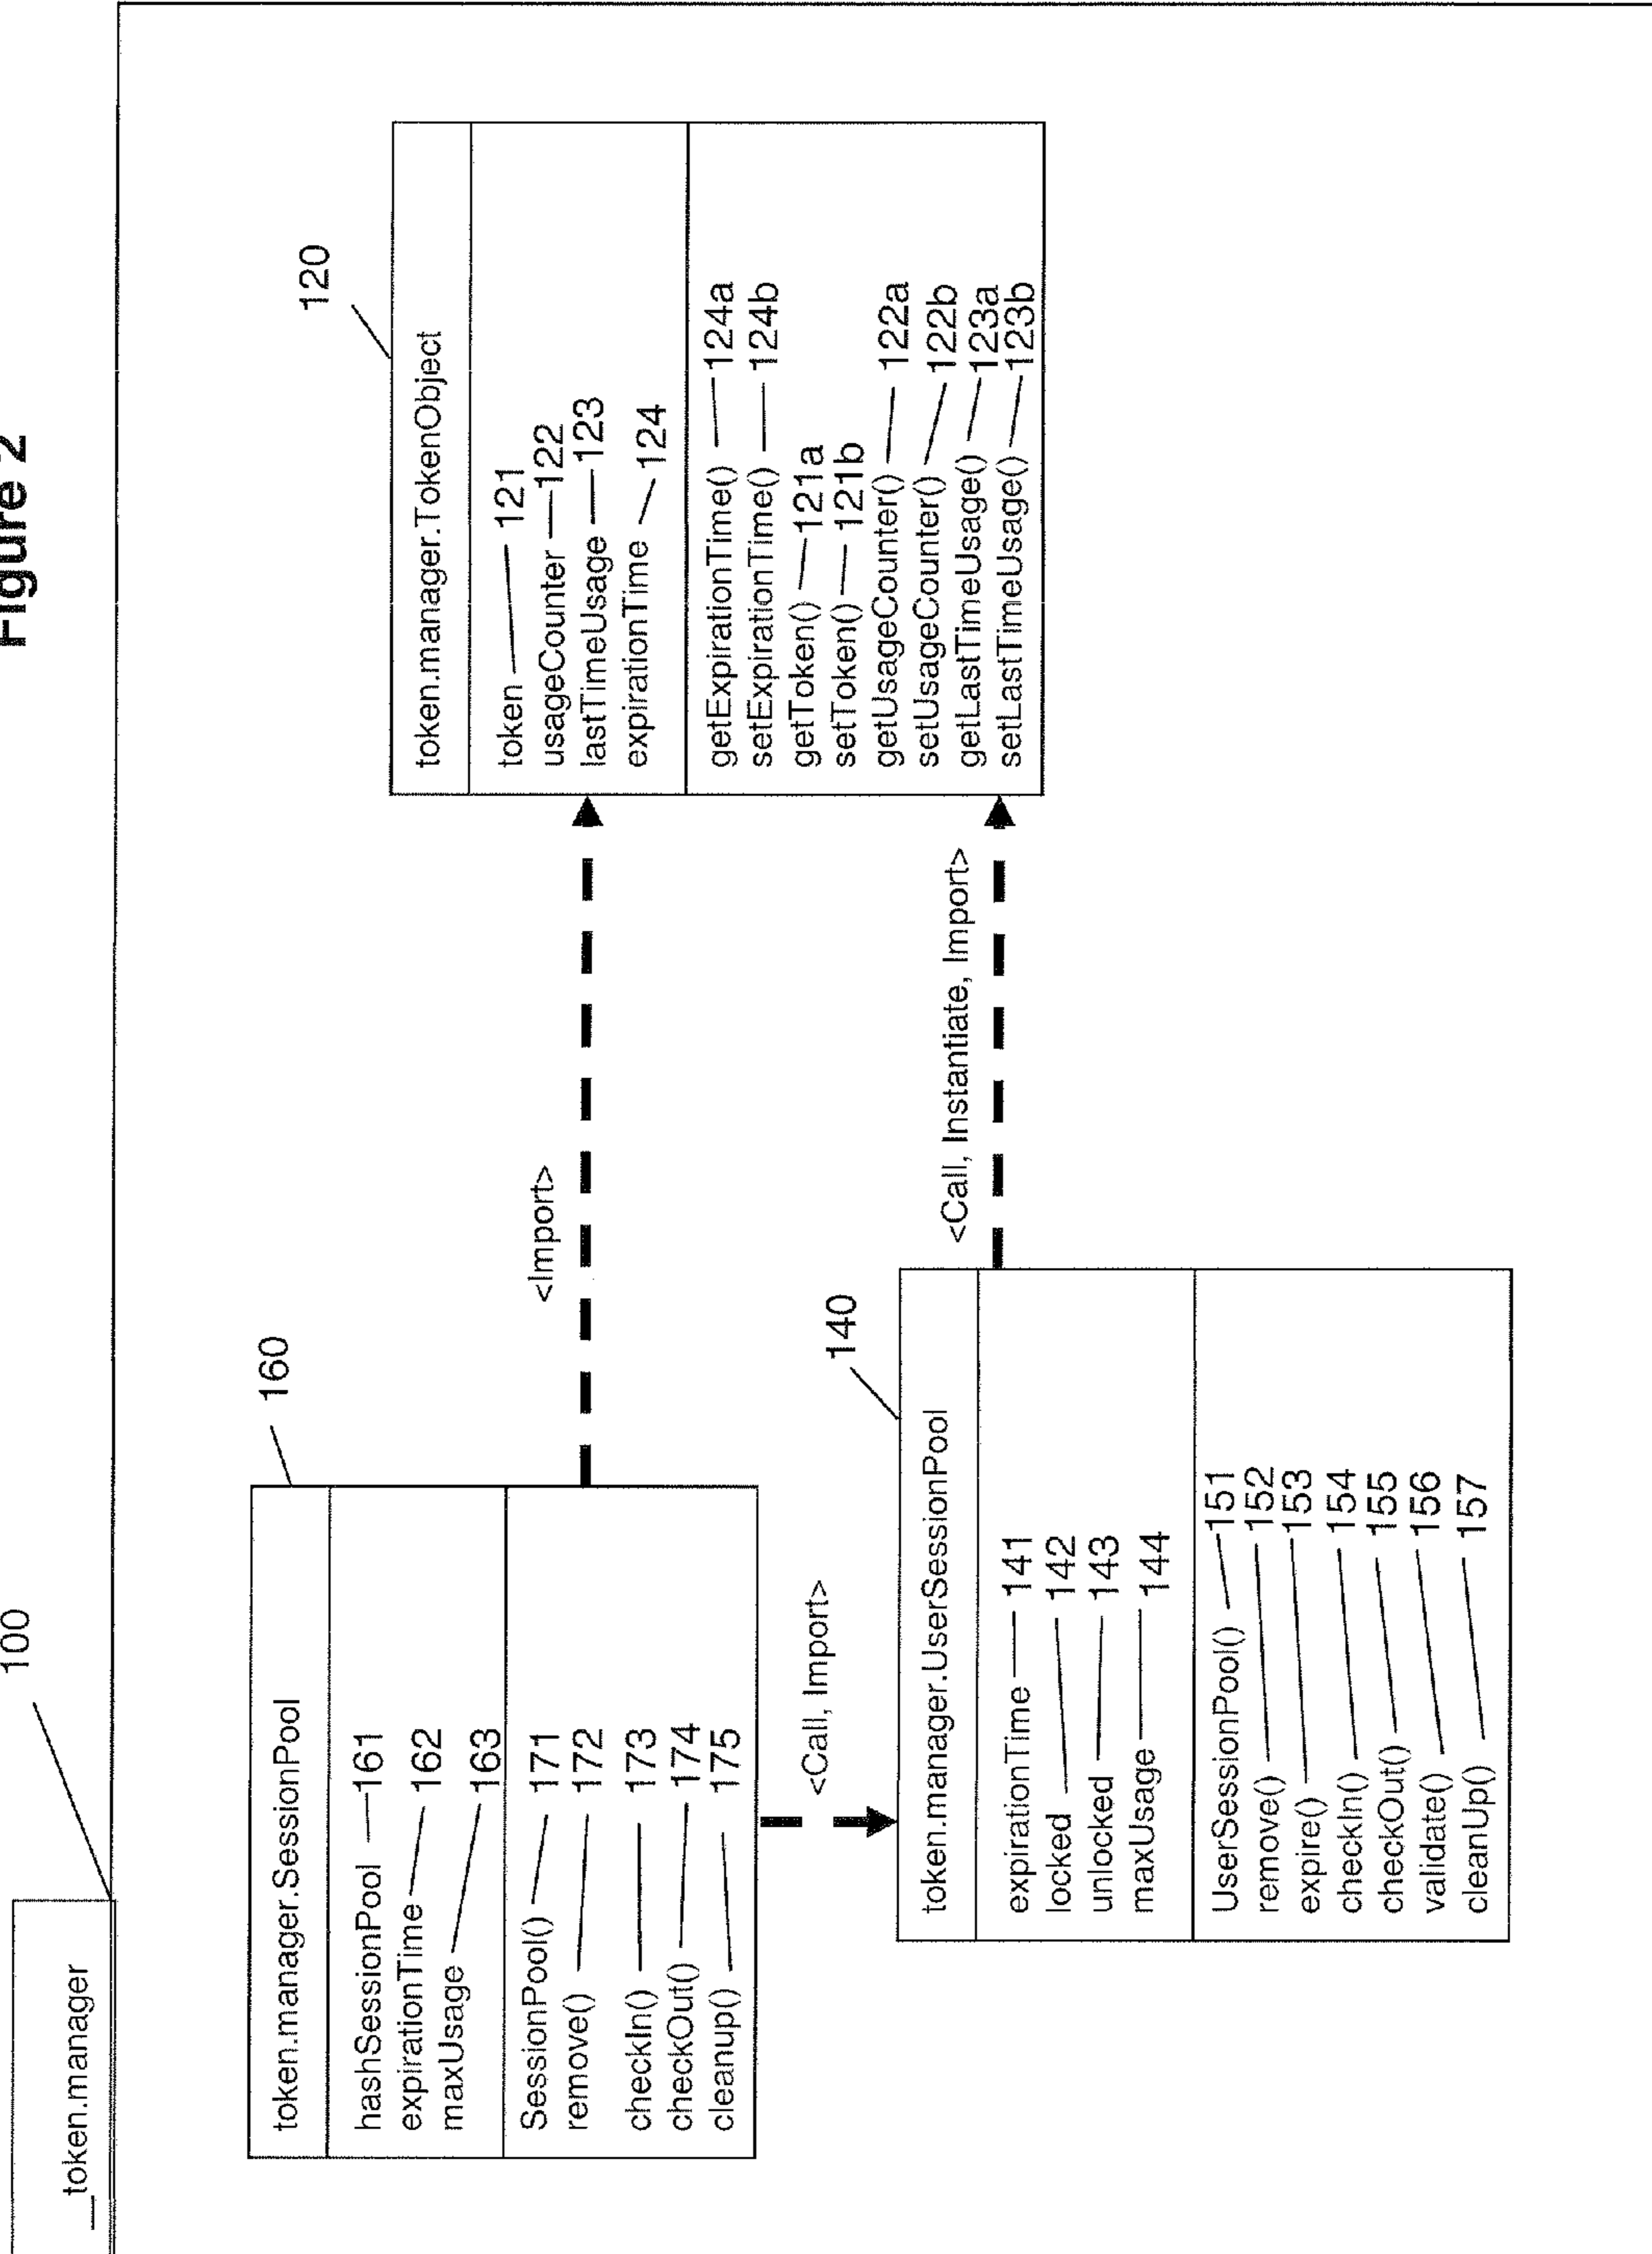 Figure 2
100
_token.manager
160
token.manager.SessionPool
hashSessionPool 161
expirationTime 162
maxUsage 163
SessionPool() 171
remove() 172
checkIn() 173
checkOut() 174
cleanup() 175
<Import>
<Call, Import>
120
token.manager.TokenObject
token 121
usageCounter 122
lastTimeUsage 123
expirationTime 124
getExpirationTime() 124a
setExpirationTime() 124b
getToken() 121a
setToken() 121b
getUsageCounter() 122a
setUsageCounter() 122b
getLastTimeUsage() 123a
setLastTimeUsage() 123b
<Call, Instantiate, Import>
140
token.manager.UserSessionPool
expirationTime 141
locked 142
unlocked 143
maxUsage 144
UserSessionPool() 151
remove() 152
expire() 153
checkIn() 154
checkOut() 155
validate() 156
cleanUp() 157